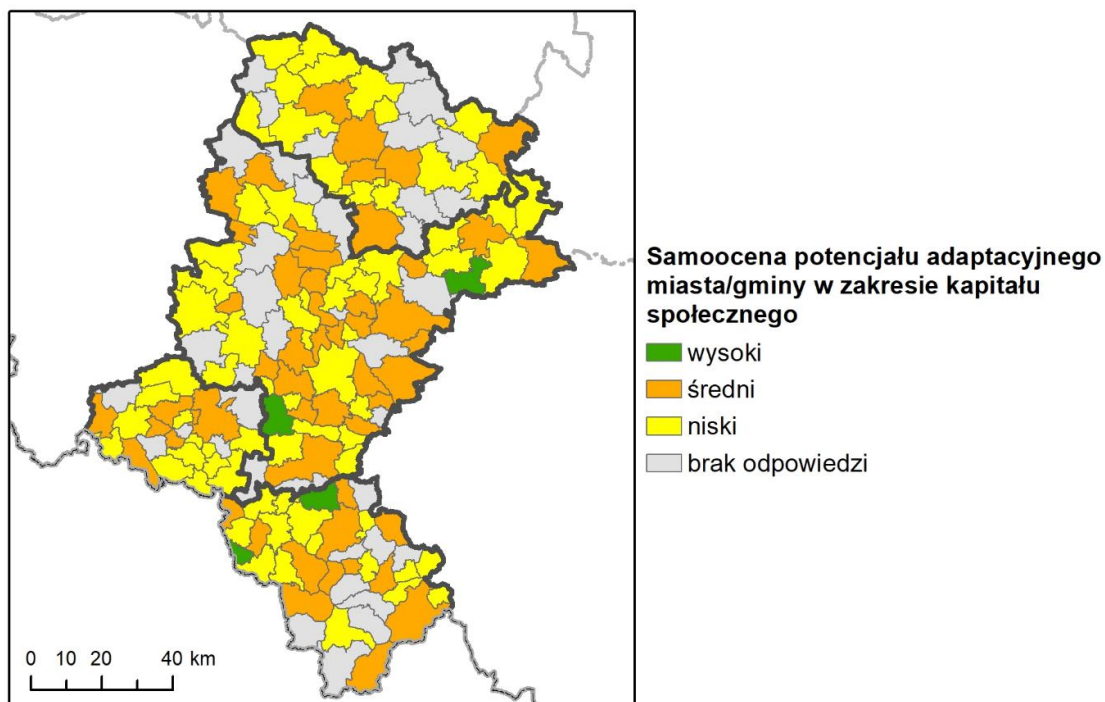 Samoocena potencjału adaptacyjnego
miasta/gminy w zakresie kapitału
społecznego
wysoki
średni
niski
brak odpowiedzi
0 10 20 40 km